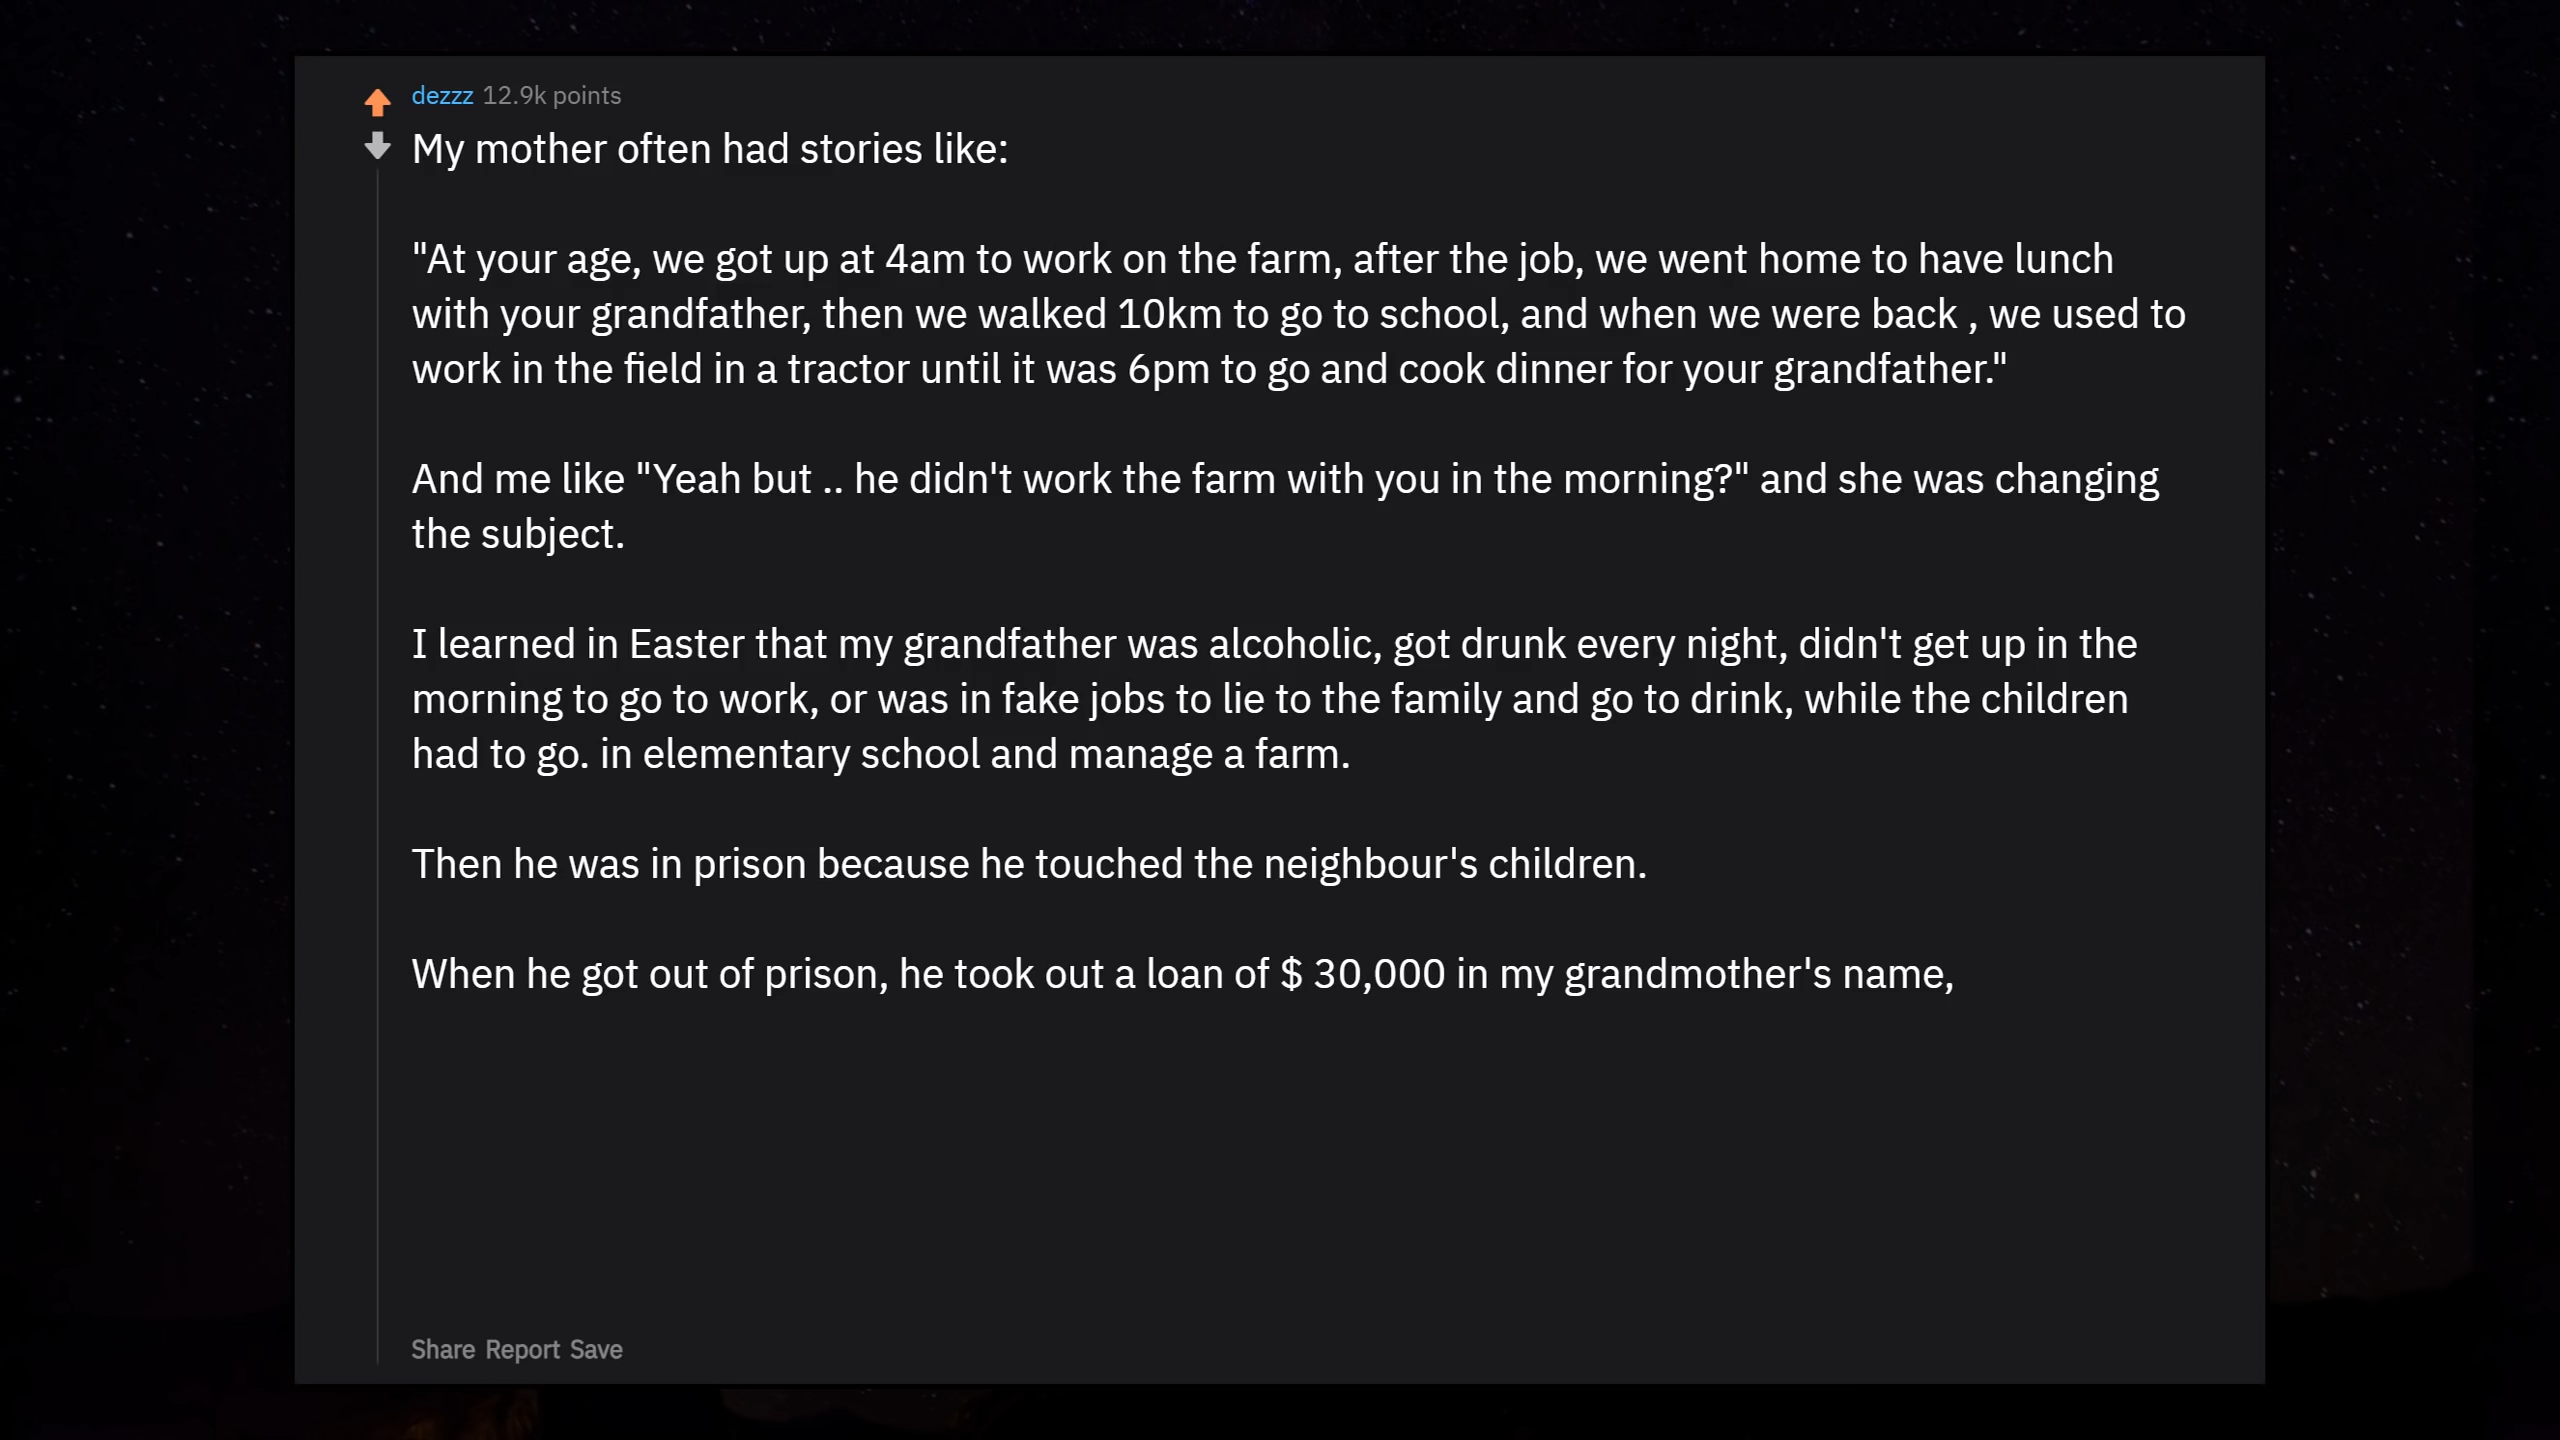 dezzz 12.9k points
My mother often had stories like:
"At your age, we got up at 4am to work on the farm, after the job, we went home to have lunch
with your grandfather, then we walked 10km to go to school, and when we were back , we used to
work in the field in a tractor until it was 6pm to go and cook dinner for your grandfather."
And me like "Yeah but .. he didn't work the farm with you in the morning?" and she was changing
the subject.
I learned in Easter that my grandfather was alcoholic, got drunk every night, didn't get up in the
morning to go to work, or was in fake jobs to lie to the family and go to drink, while the children
had to go. in elementary school and manage a farm.
Then he was in prison because he touched the neighbour's children.
When he got out of prison, he took out a loan of $ 30,000 in my grandmother's name,
Share Report Save